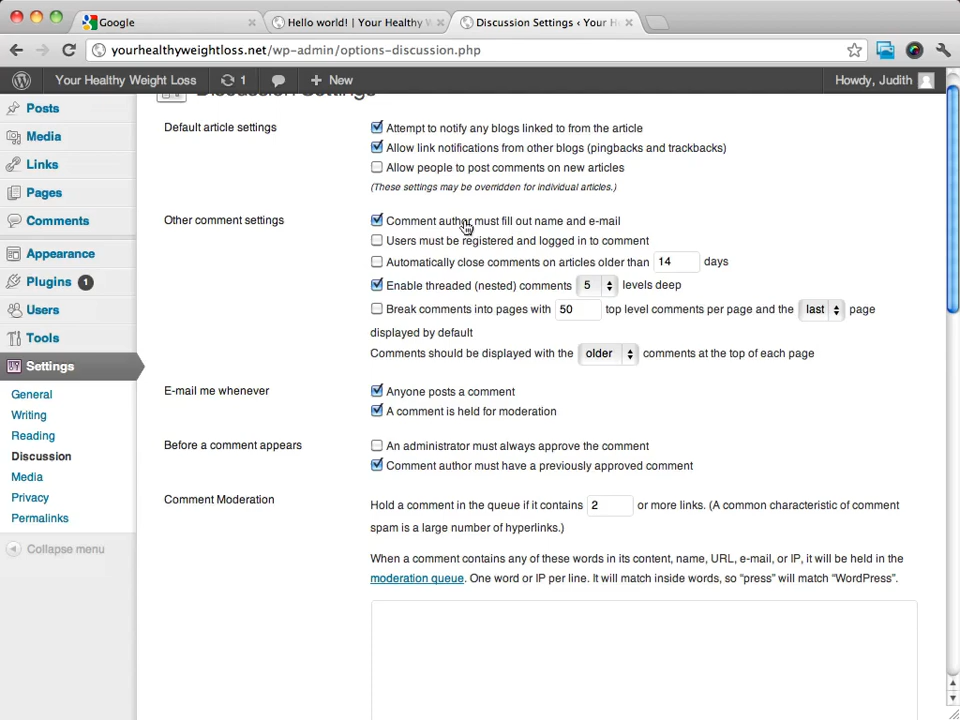 Google
Hello world! | Your Healthy W
Discussion Settings ‹ Your H
yourhealthyweightloss.net/wp-admin/options-discussion.php
Your Healthy Weight Loss
1
New
Howdy, Judith
Posts
Media
Links
Pages
Comments
Appearance
Plugins 1
Users
Tools
Settings
General
Writing
Reading
Discussion
Media
Privacy
Permalinks
Collapse menu
Discussion Settings
Default article settings
Attempt to notify any blogs linked to from the article
Allow link notifications from other blogs (pingbacks and trackbacks)
Allow people to post comments on new articles
(These settings may be overridden for individual articles.)
Other comment settings
Comment author must fill out name and e-mail
Users must be registered and logged in to comment
Automatically close comments on articles older than 14 days
Enable threaded (nested) comments 5 levels deep
Break comments into pages with 50 top level comments per page and the last page
displayed by default
Comments should be displayed with the older comments at the top of each page
E-mail me whenever
Anyone posts a comment
A comment is held for moderation
Before a comment appears
An administrator must always approve the comment
Comment author must have a previously approved comment
Comment Moderation
Hold a comment in the queue if it contains 2 or more links. (A common characteristic of comment
spam is a large number of hyperlinks.)
When a comment contains any of these words in its content, name, URL, e-mail, or IP, it will be held in the
moderation queue. One word or IP per line. It will match inside words, so “press” will match “WordPress”.